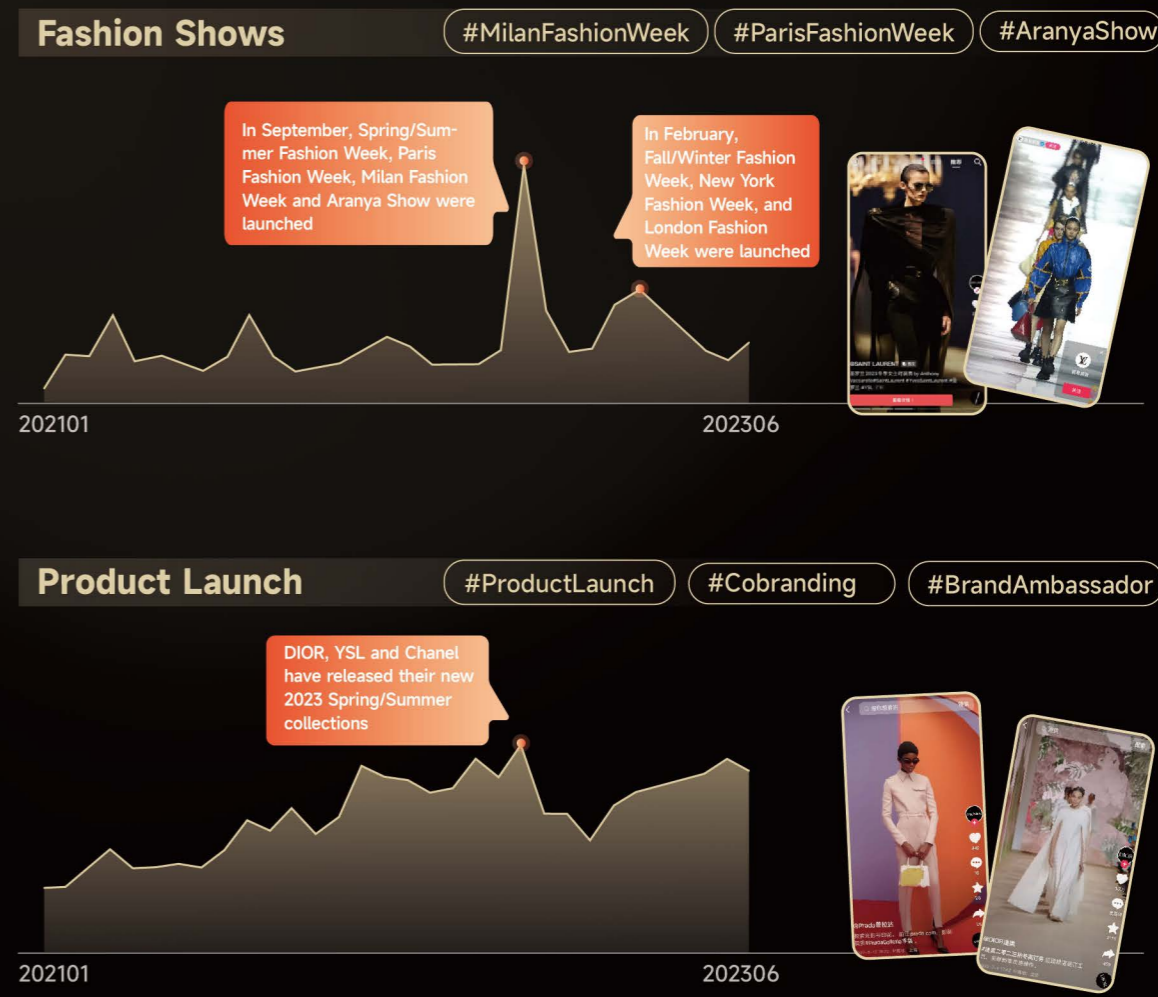 Fashion Shows
#MilanFashionWeek
#ParisFashionWeek
#AranyaShow
In September, Spring/Sum-
mer Fashion Week, Paris
Fashion Week, Milan Fashion
Week and Aranya Show were
launched
In February,
Fall/Winter Fashion
Week, New York
Fashion Week, and
London Fashion
Week were launched
@SAINT LAURENT
202101
202306
Product Launch
#ProductLaunch
#Cobranding
#BrandAmbassador
DIOR, YSL and Chanel
have released their new
2023 Spring/Summer
collections
202101
202306